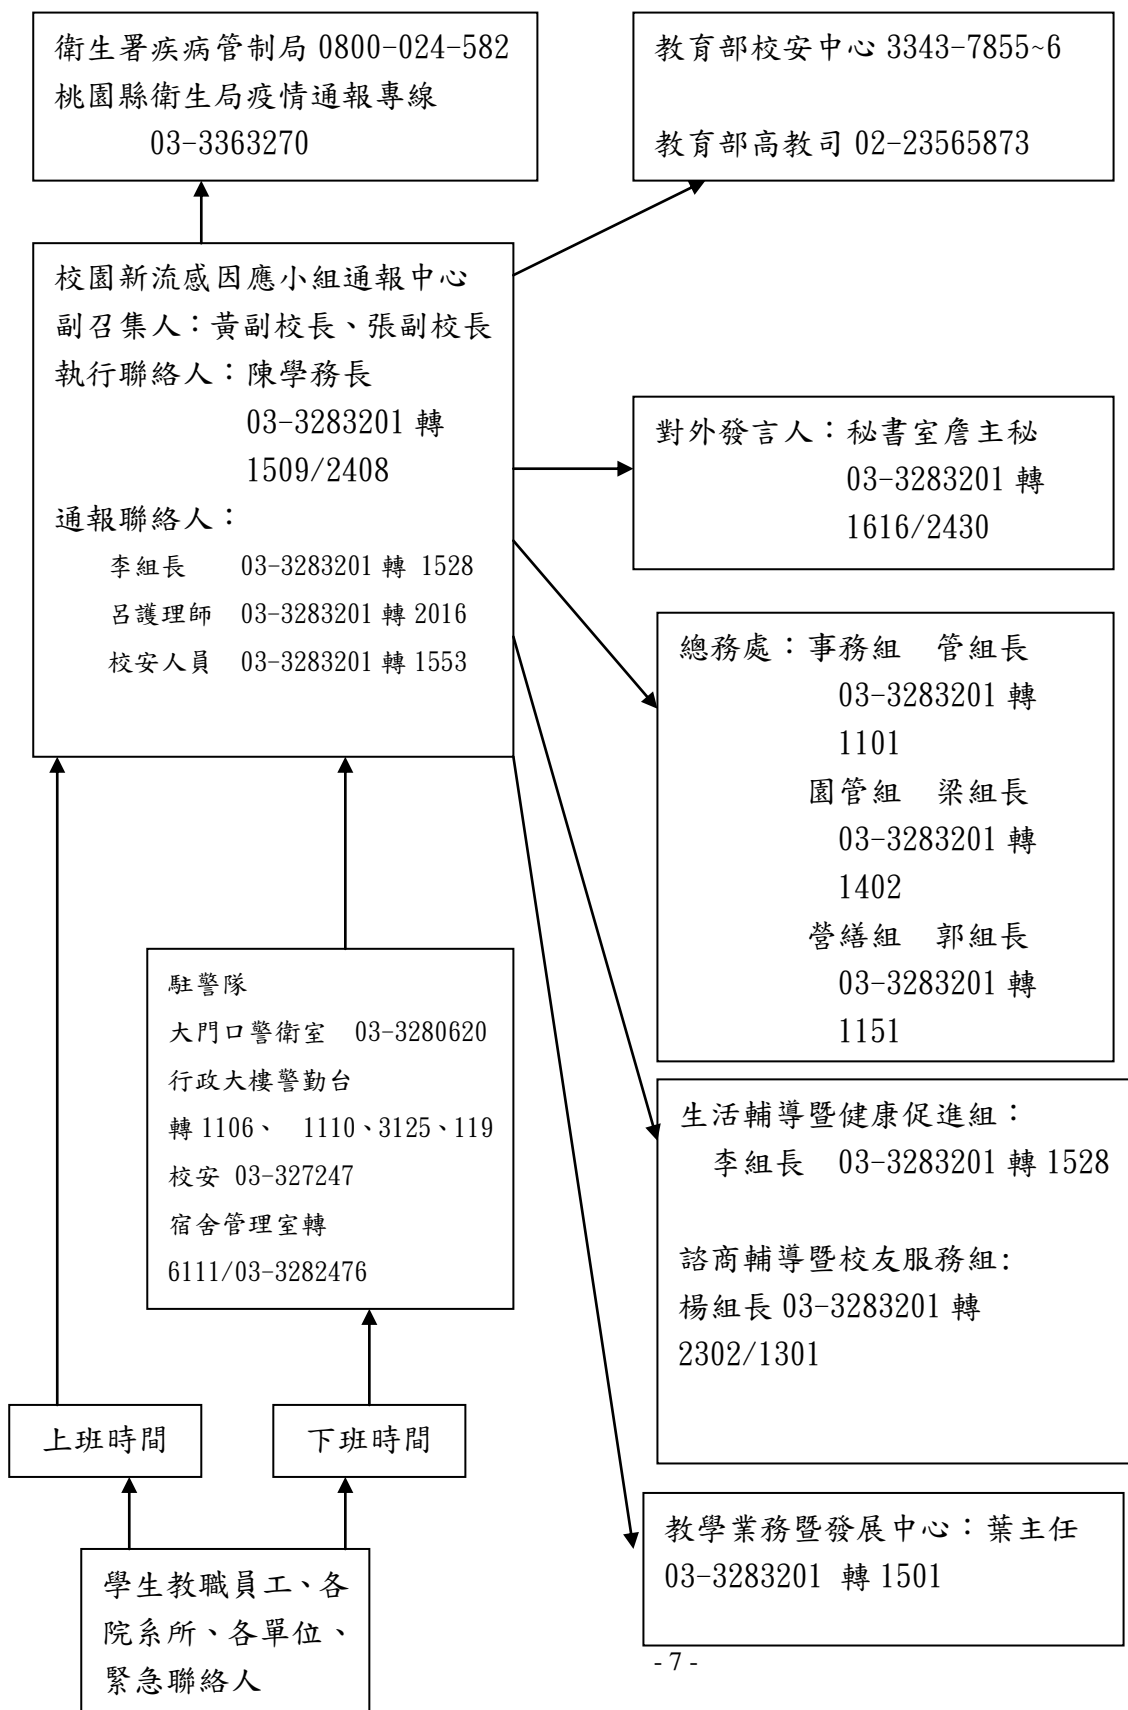 衛生署疾病管制局 0800-024-582
桃園縣衛生局疫情通報專線
03-3363270
教育部校安中心 3343-7855~6
教育部高教司 02-23565873
校園新流感因應小組通報中心
副召集人：黃副校長、張副校長
執行聯絡人：陳學務長
03-3283201 轉
1509/2408
通報聯絡人：
李組長 03-3283201 轉 1528
呂護理師 03-3283201 轉 2016
校安人員 03-3283201 轉 1553
對外發言人：秘書室詹主秘
03-3283201 轉
1616/2430
總務處：事務組 管組長
03-3283201 轉
1101
園管組 梁組長
03-3283201 轉
1402
營繕組 郭組長
03-3283201 轉
1151
駐警隊
大門口警衛室 03-3280620
行政大樓警勤台
轉 1106、 1110、3125、119
校安 03-327247
宿舍管理室轉
6111/03-3282476
生活輔導暨健康促進組：
李組長 03-3283201 轉 1528
諮商輔導暨校友服務組:
楊組長 03-3283201 轉
2302/1301
上班時間
下班時間
教學業務暨發展中心：葉主任
03-3283201 轉 1501
學生教職員工、各
院系所、各單位、
緊急聯絡人
- 7 -